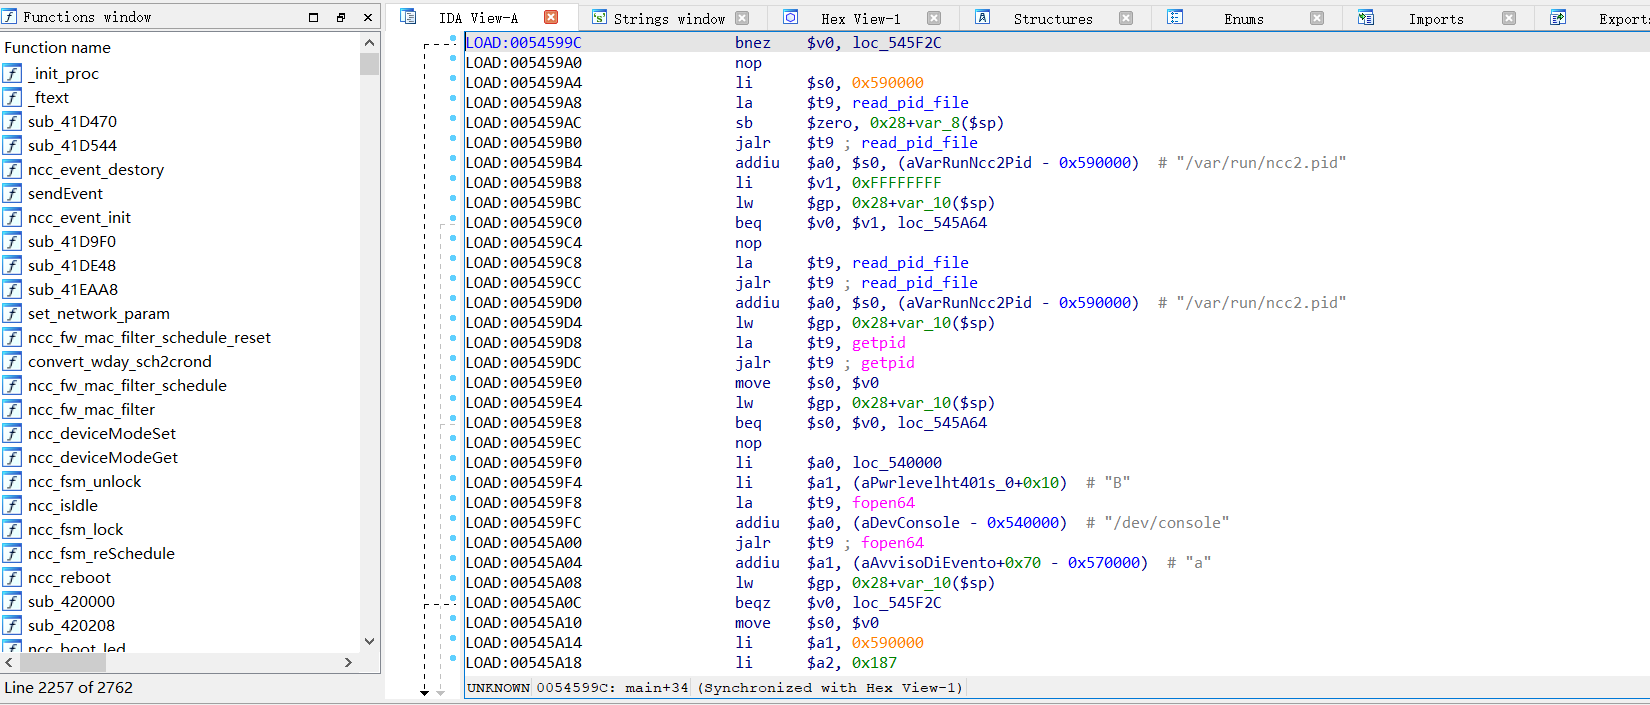 Functions window
Function name
_init_proc
_ftext
sub_41D470
sub_41D544
ncc_event_destory
sendEvent
ncc_event_init
sub_41D9F0
sub_41DE48
sub_41EAA8
set_network_param
ncc_fw_mac_filter_schedule_reset
convert_wday_sch2crond
ncc_fw_mac_filter_schedule
ncc_fw_mac_filter
ncc_deviceModeSet
ncc_deviceModeGet
ncc_fsm_unlock
ncc_isIdle
ncc_fsm_lock
ncc_fsm_reSchedule
ncc_reboot
sub_420000
sub_420208
ncc_boot_led
Line 2257 of 2762
IDA View-A Strings window Hex View-1 Structures Enums Imports Exports
LOAD:0054599C bnez $v0, loc_545F2C
LOAD:005459A0 nop
LOAD:005459A4 li $s0, 0x590000
LOAD:005459A8 la $t9, read_pid_file
LOAD:005459AC sb $zero, 0x28+var_8($sp)
LOAD:005459B0 jalr $t9 ; read_pid_file
LOAD:005459B4 addiu $a0, $s0, (aVarRunNcc2Pid - 0x590000) # "/var/run/ncc2.pid"
LOAD:005459B8 li $v1, 0xFFFFFFFF
LOAD:005459BC lw $gp, 0x28+var_10($sp)
LOAD:005459C0 beq $v0, $v1, loc_545A64
LOAD:005459C4 nop
LOAD:005459C8 la $t9, read_pid_file
LOAD:005459CC jalr $t9 ; read_pid_file
LOAD:005459D0 addiu $a0, $s0, (aVarRunNcc2Pid - 0x590000) # "/var/run/ncc2.pid"
LOAD:005459D4 lw $gp, 0x28+var_10($sp)
LOAD:005459D8 la $t9, getpid
LOAD:005459DC jalr $t9 ; getpid
LOAD:005459E0 move $s0, $v0
LOAD:005459E4 lw $gp, 0x28+var_10($sp)
LOAD:005459E8 beq $s0, $v0, loc_545A64
LOAD:005459EC nop
LOAD:005459F0 li $a0, loc_540000
LOAD:005459F4 li $a1, (aPwrlevelht401s_0+0x10) # "B"
LOAD:005459F8 la $t9, fopen64
LOAD:005459FC addiu $a0, (aDevConsole - 0x540000) # "/dev/console"
LOAD:00545A00 jalr $t9 ; fopen64
LOAD:00545A04 addiu $a1, (aAvvisoDiEvento+0x70 - 0x570000) # "a"
LOAD:00545A08 lw $gp, 0x28+var_10($sp)
LOAD:00545A0C beqz $v0, loc_545F2C
LOAD:00545A10 move $s0, $v0
LOAD:00545A14 li $a1, 0x590000
LOAD:00545A18 li $a2, 0x187
UNKNOWN 0054599C: main+34 (Synchronized with Hex View-1)